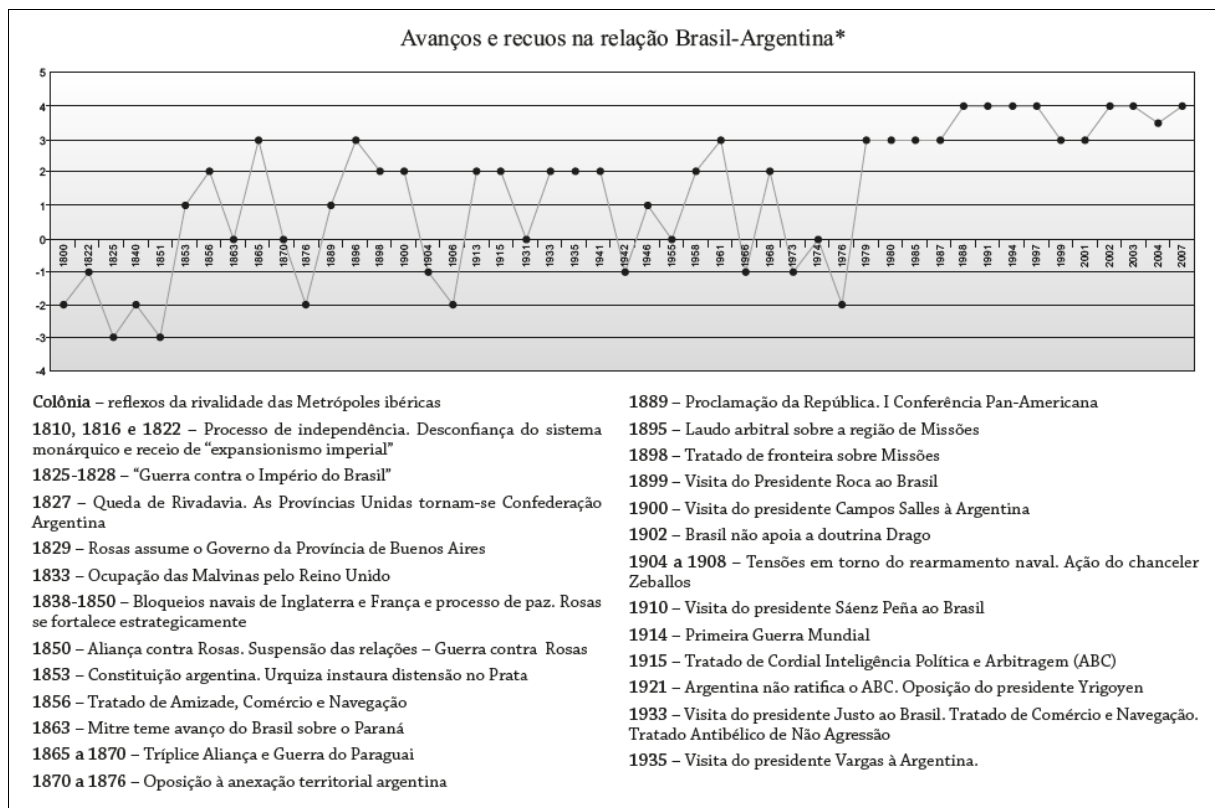 Avanços e recuos na relação Brasil-Argentina*
5
4
3
2
1
0
-1
-2
-3
-4
1800 1822 1825 1840 1851 1853 1856 1863 1865 1870 1876 1889 1896 1898 1900 1904 1906 1913 1915 1931 1933 1935 1941 1942 1946 1955 1958 1961 1966 1968 1973 1974 1976 1979 1980 1985 1987 1988 1991 1994 1997 1999 2001 2002 2003 2004 2007
Colônia – reflexos da rivalidade das Metrópoles ibéricas
1810, 1816 e 1822 – Processo de independência. Desconfiança do sistema
monárquico e receio de “expansionismo imperial”
1825-1828 – “Guerra contra o Império do Brasil”
1827 – Queda de Rivadavia. As Províncias Unidas tornam-se Confederação
Argentina
1829 – Rosas assume o Governo da Província de Buenos Aires
1833 – Ocupação das Malvinas pelo Reino Unido
1838-1850 – Bloqueios navais de Inglaterra e França e processo de paz. Rosas
se fortalece estrategicamente
1850 – Aliança contra Rosas. Suspensão das relações – Guerra contra Rosas
1853 – Constituição argentina. Urquiza instaura distensão no Prata
1856 – Tratado de Amizade, Comércio e Navegação
1863 – Mitre teme avanço do Brasil sobre o Paraná
1865 a 1870 – Tríplice Aliança e Guerra do Paraguai
1870 a 1876 – Oposição à anexação territorial argentina
1889 – Proclamação da República. I Conferência Pan-Americana
1895 – Laudo arbitral sobre a região de Missões
1898 – Tratado de fronteira sobre Missões
1899 – Visita do Presidente Roca ao Brasil
1900 – Visita do presidente Campos Salles à Argentina
1902 – Brasil não apoia a doutrina Drago
1904 a 1908 – Tensões em torno do rearmamento naval. Ação do chanceler
Zeballos
1910 – Visita do presidente Sáenz Peña ao Brasil
1914 – Primeira Guerra Mundial
1915 – Tratado de Cordial Inteligência Política e Arbitragem (ABC)
1921 – Argentina não ratifica o ABC. Oposição do presidente Yrigoyen
1933 – Visita do presidente Justo ao Brasil. Tratado de Comércio e Navegação.
Tratado Antibélico de Não Agressão
1935 – Visita do presidente Vargas à Argentina.